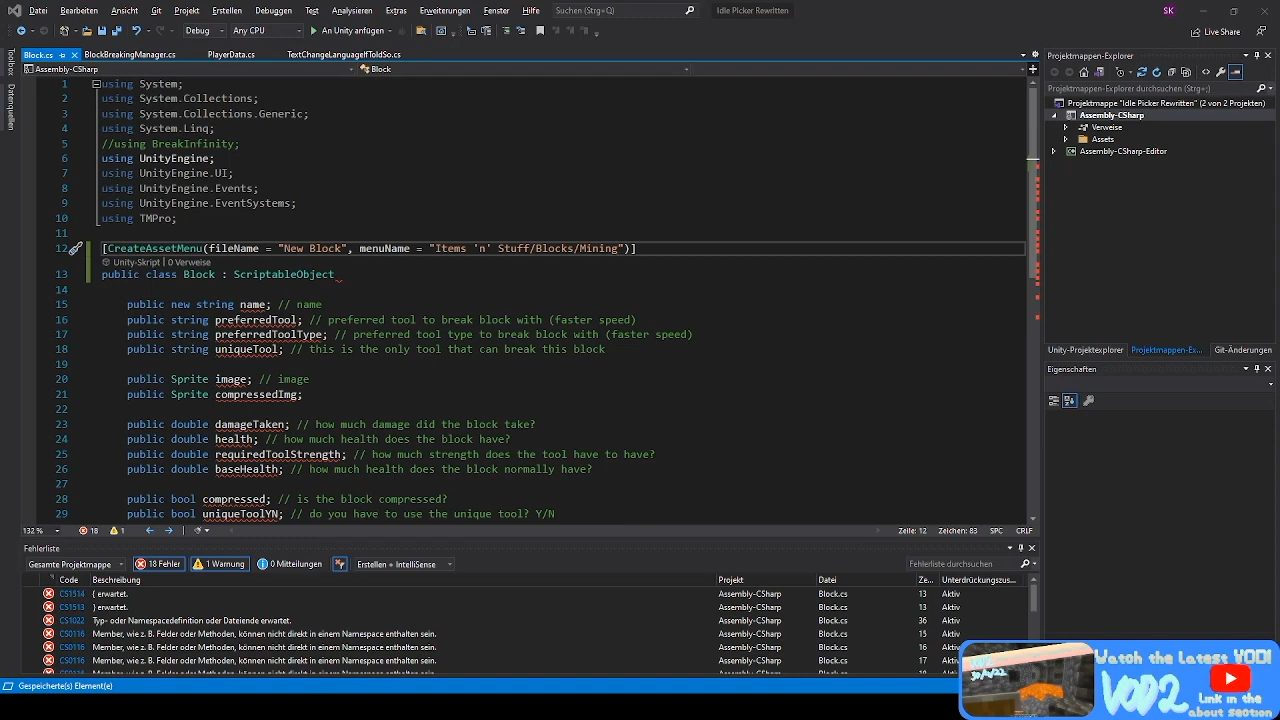 Datei Bearbeiten Ansicht Git Projekt Erstellen Debuggen Test Analysieren Extras Erweiterungen Fenster Hilfe Suchen (Strg+Q) Idle Picker Rewritten SK
Debug Any CPU An Unity anfügen Live Share
Block.cs BlockBreakingManager.cs PlayerData.cs TextChangeLanguageIfToldSo.cs
Assembly-CSharp Block
Toolbox
Datenquellen
1 using System;
2 using System.Collections;
3 using System.Collections.Generic;
4 using System.Linq;
5 //using BreakInfinity;
6 using UnityEngine;
7 using UnityEngine.UI;
8 using UnityEngine.Events;
9 using UnityEngine.EventSystems;
10 using TMPro;
11
12 [CreateAssetMenu(fileName = "New Block", menuName = "Items 'n' Stuff/Blocks/Mining")]
Unity-Skript | 0 Verweise
13 public class Block : ScriptableObject
14
15 public new string name; // name
16 public string preferredTool; // preferred tool to break block with (faster speed)
17 public string preferredToolType; // preferred tool type to break block with (faster speed)
18 public string uniqueTool; // this is the only tool that can break this block
19
20 public Sprite image; // image
21 public Sprite compressedImg;
22
23 public double damageTaken; // how much damage did the block take?
24 public double health; // how much health does the block have?
25 public double requiredToolStrength; // how much strength does the tool have to have?
26 public double baseHealth; // how much health does the block normally have?
27
28 public bool compressed; // is the block compressed?
29 public bool uniqueToolYN; // do you have to use the unique tool? Y/N
132 % 18 1 Zeile: 12 Zeichen: 83 SPC CRLF
Projektmappen-Explorer
Projektmappen-Explorer durchsuchen (Strg+;)
Projektmappe "Idle Picker Rewritten" (2 von 2 Projekten)
Assembly-CSharp
Verweise
Assets
Assembly-CSharp-Editor
Unity-Projektexplorer Projektmappen-Ex... Git-Änderungen
Eigenschaften
Fehlerliste
Gesamte Projektmappe 18 Fehler 1 Warnung 0 Mitteilungen Erstellen + IntelliSense Fehlerliste durchsuchen
Code Beschreibung Projekt Datei Ze... Unterdrückungszus...
CS1514 { erwartet. Assembly-CSharp Block.cs 13 Aktiv
CS1513 } erwartet. Assembly-CSharp Block.cs 13 Aktiv
CS1022 Typ- oder Namespacedefinition oder Dateiende erwartet. Assembly-CSharp Block.cs 36 Aktiv
CS0116 Member, wie z. B. Felder oder Methoden, können nicht direkt in einem Namespace enthalten sein. Assembly-CSharp Block.cs 15 Aktiv
CS0116 Member, wie z. B. Felder oder Methoden, können nicht direkt in einem Namespace enthalten sein. Assembly-CSharp Block.cs 16 Aktiv
CS0116 Member, wie z. B. Felder oder Methoden, können nicht direkt in einem Namespace enthalten sein. Assembly-CSharp Block.cs 17 Aktiv
Gespeicherte(s) Element(e)
Watch the Latest VOD!
VOD2
Link in the
about section